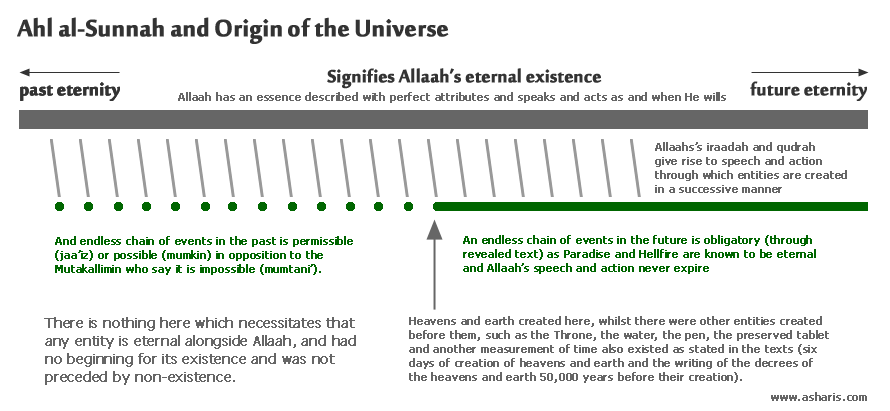 Ahl al-Sunnah and Origin of the Universe
Signifies Allaah's eternal existence
past eternity
future eternity
Allaah has an essence described with perfect attributes and speaks and acts as and when He wills
Allaahs's iraadah and qudrah
give rise to speech and action
through which entities are created
in a successive manner
And endless chain of events in the past is permissible
(jaa'iz) or possible (mumkin) in opposition to the
Mutakallimin who say it is impossible (mumtani').
An endless chain of events in the future is obligatory (through
revealed text) as Paradise and Hellfire are known to be eternal
and Allaah's speech and action never expire
There is nothing here which necessitates that
any entity is eternal alongside Allaah, and had
no beginning for its existence and was not
preceded by non-existence.
Heavens and earth created here, whilst there were other entities created
before them, such as the Throne, the water, the pen, the preserved tablet
and another measurement of time also existed as stated in the texts (six
days of creation of heavens and earth and the writing of the decrees of
the heavens and earth 50,000 years before their creation).
www.asharis.com